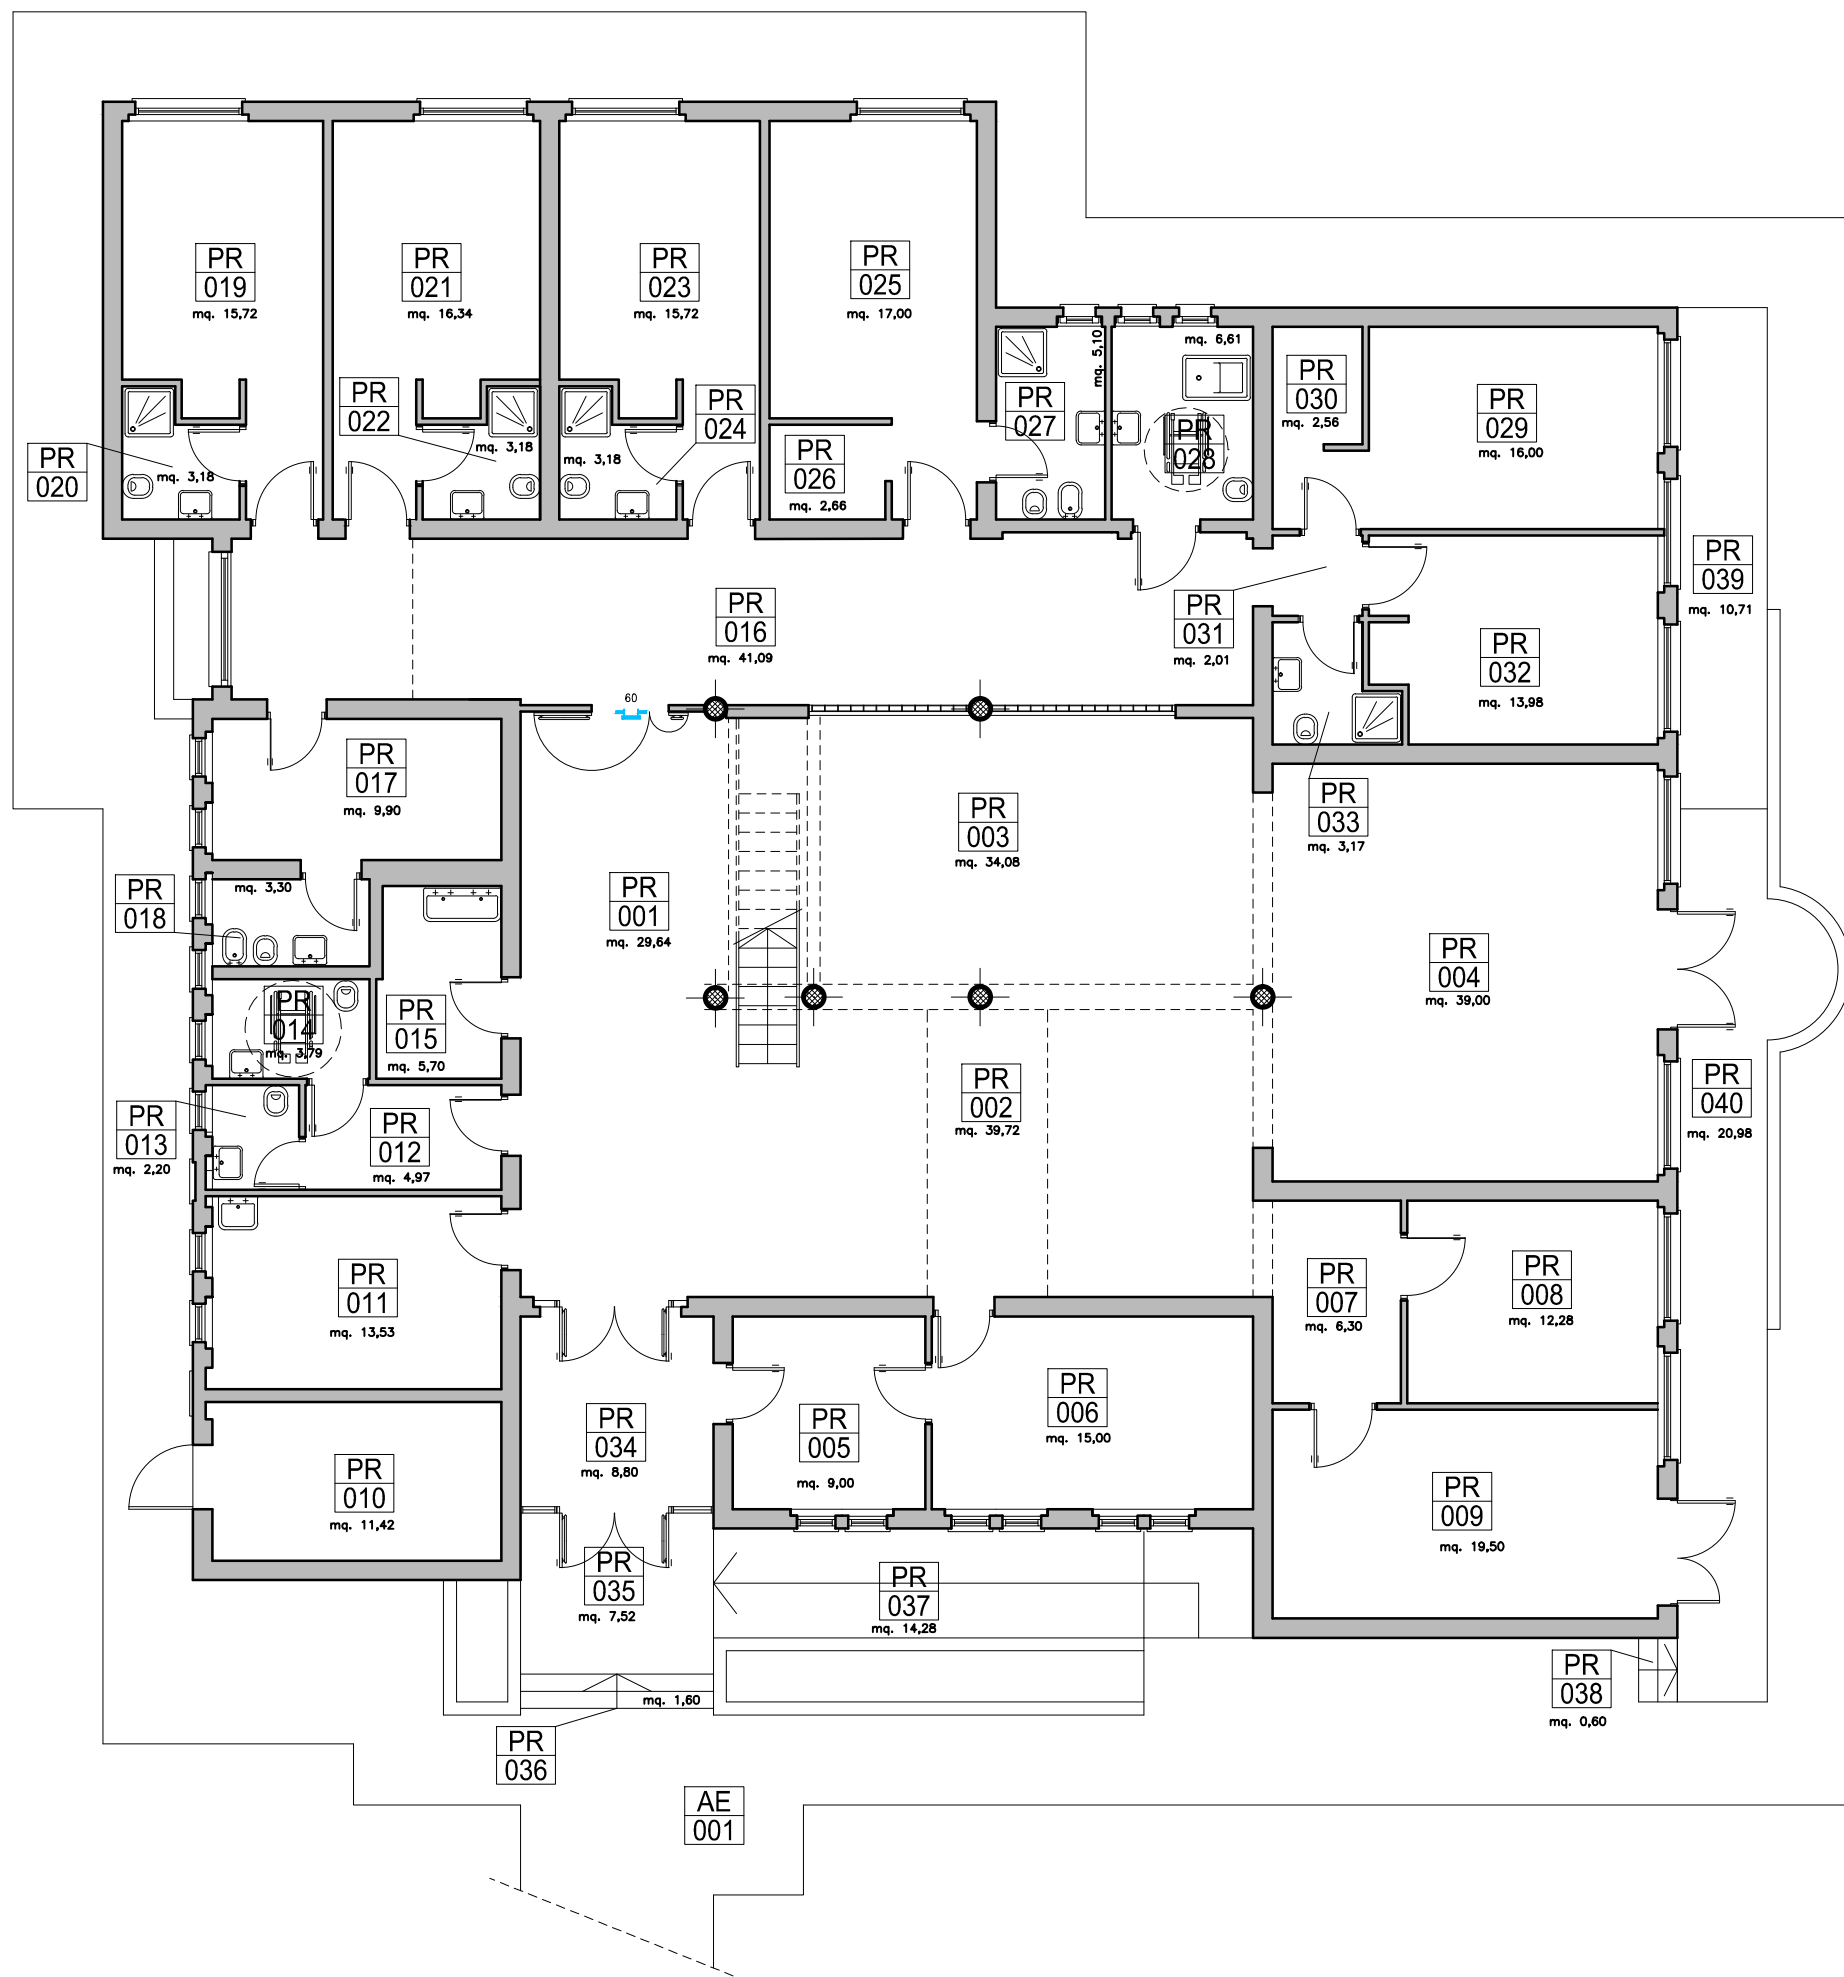 PR
019
mq. 15,72
PR
021
mq. 16,34
PR
023
mq. 15,72
PR
025
mq. 17,00
PR
020
mq. 3,18
PR
022
mq. 3,18
PR
024
mq. 3,18
PR
026
mq. 2,66
PR
027
mq. 5,10
PR
028
mq. 6,61
PR
030
mq. 2,56
PR
029
mq. 16,00
PR
039
mq. 10,71
PR
016
mq. 41,09
PR
031
mq. 2,01
PR
032
mq. 13,98
60
PR
017
mq. 9,90
PR
003
mq. 34,08
PR
033
mq. 3,17
PR
018
mq. 3,30
PR
001
mq. 29,64
PR
004
mq. 39,00
PR
014
mq. 3,79
PR
015
mq. 5,70
PR
002
mq. 39,72
PR
040
mq. 20,98
PR
013
mq. 2,20
PR
012
mq. 4,97
PR
011
mq. 13,53
PR
007
mq. 6,30
PR
008
mq. 12,28
PR
034
mq. 8,80
PR
005
mq. 9,00
PR
006
mq. 15,00
PR
010
mq. 11,42
PR
009
mq. 19,50
PR
035
mq. 7,52
PR
037
mq. 14,28
PR
038
mq. 0,60
mq. 1,60
PR
036
AE
001